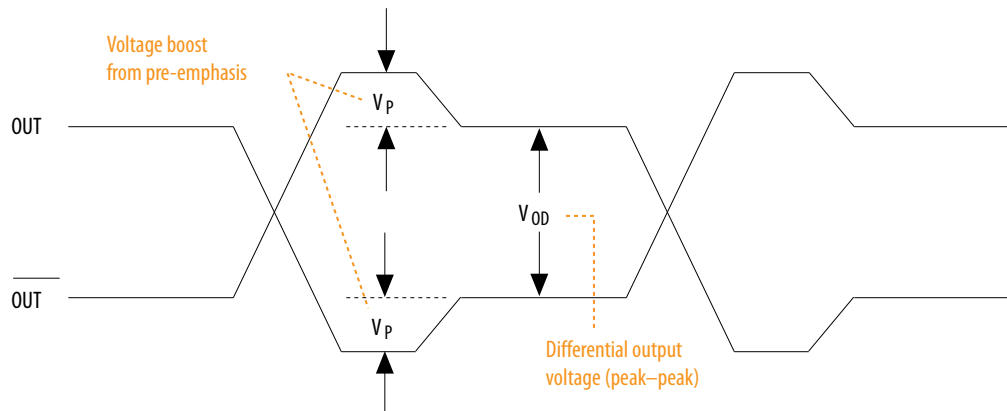 Voltage boost
from pre-emphasis
V P
OUT
V OD
OUT
V P
Differential output
voltage (peak–peak)